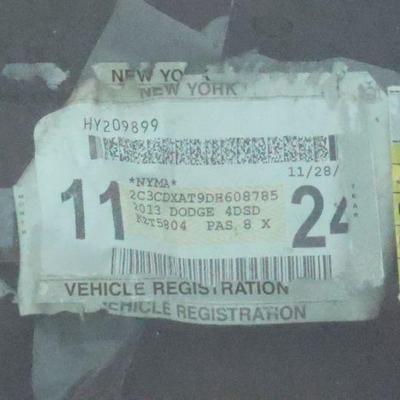 NEW YORK
NEW YORK
HY209899
11/28/
*NYMA*
11
2C3CDXAT9DH608785
24
2013 DODGE 4DSD
YEAR
PAS 8 X
VEHICLE REGISTRATION
VEHICLE REGISTRATION